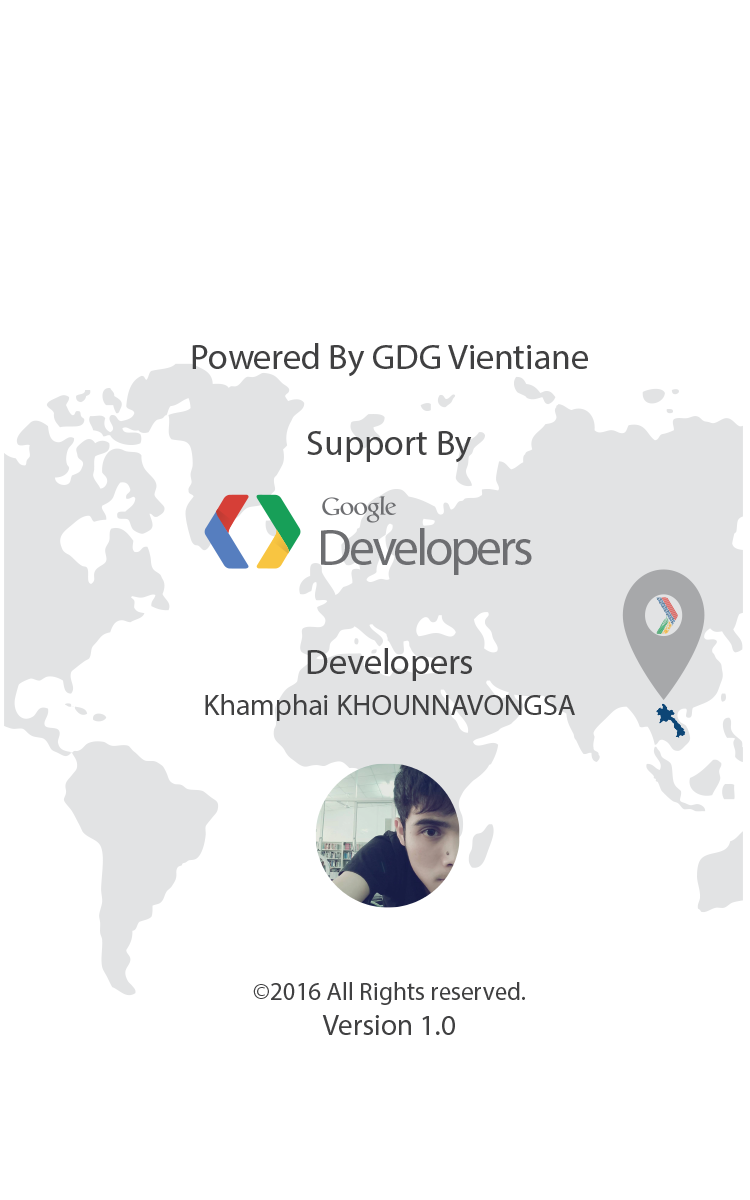 Powered By GDG Vientiane
Support By
Google
Developers
Developers
Khamphai KHOUNNAVONGSA
©2016 All Rights reserved.
Version 1.0